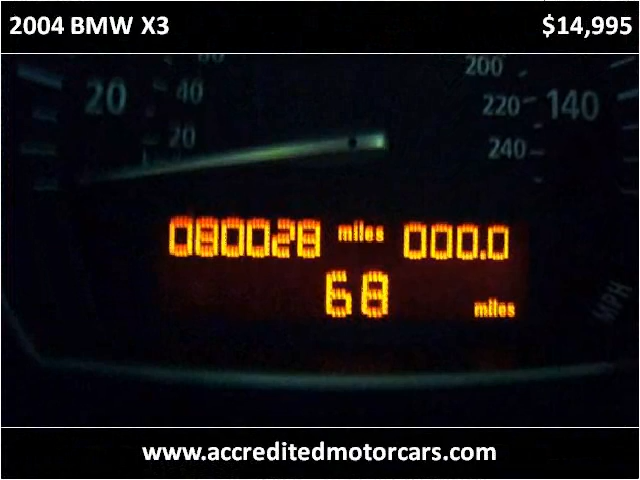 2004 BMW X3 $14,995
200
20 40 220 140
20 240
080028 miles 000.0
68 miles
MPH
www.accreditedmotorcars.com